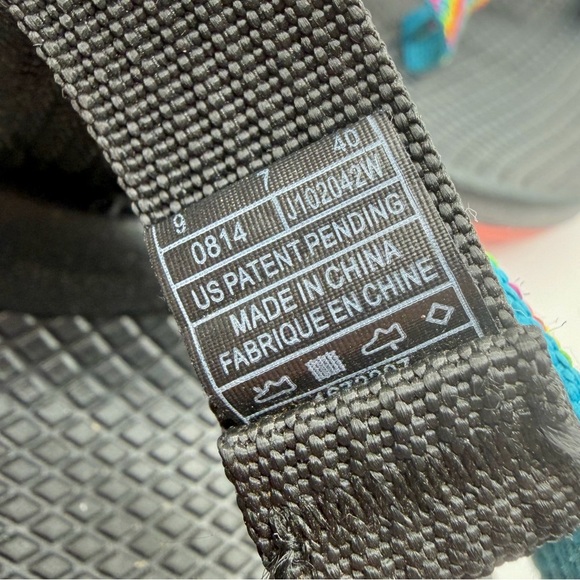 9 7 40
0814 J102042W
US PATENT PENDING
MADE IN CHINA
FABRIQUE EN CHINE